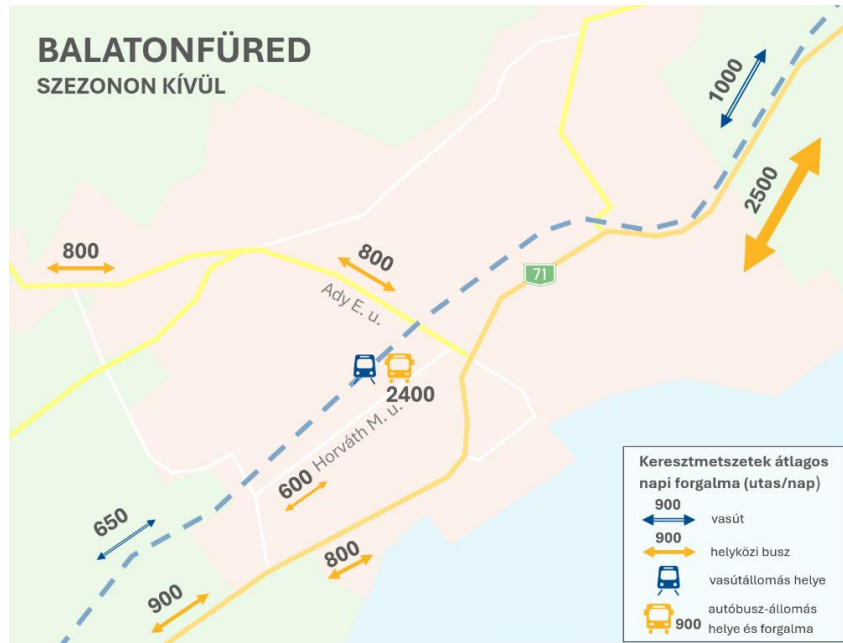 BALATONFÜRED
SZEZONON KÍVÜL
1000
2500
800
800
Ady E. u.
71
2400
Horváth M. u.
600
650
800
900
Keresztmetszetek átlagos
napi forgalma (utas/nap)
900
vasút
900
helyközi busz
vasútállomás helye
autóbusz-állomás
900 helye és forgalma